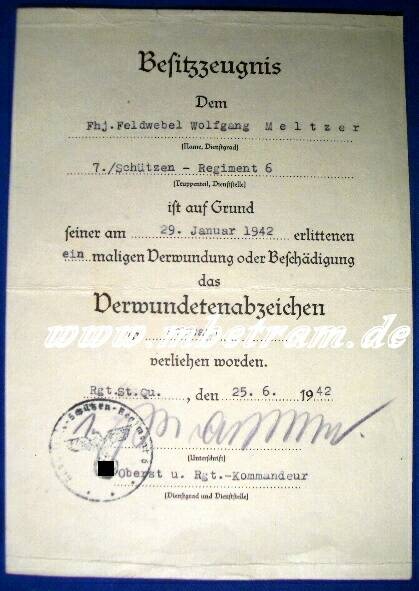 Besitzzeugnis
Dem
Fhj.Feldwebel Wolfgang Meltzer
(Name, Dienstgrad)
7./Schützen - Regiment 6
(Truppenteil, Dienststelle)
ist auf Grund
seiner am 29. Januar 1942 erlittenen
ein maligen Verwundung oder Beschädigung
das
Verwundetenabzeichen
www.mbetram.de
verliehen worden.
Rgt.St.Qu. , den 25.6. 1942
(Unterschrift)
Oberst u. Rgt.-Kommandeur
(Dienstgrad und Dienststelle)